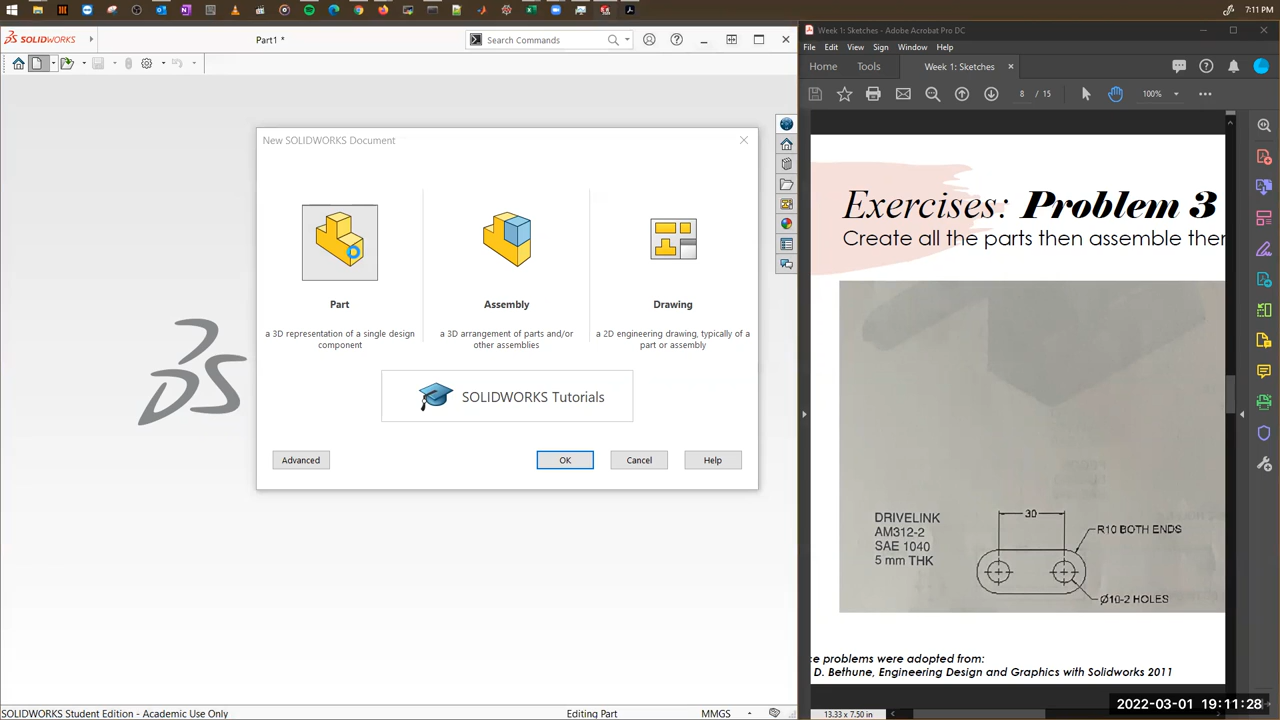 7:11 PM
SOLIDWORKS
Part1 *
Search Commands
New SOLIDWORKS Document
Part
a 3D representation of a single design
component
Assembly
a 3D arrangement of parts and/or
other assemblies
Drawing
a 2D engineering drawing, typically of a
part or assembly
SOLIDWORKS Tutorials
Advanced
OK
Cancel
Help
SOLIDWORKS Student Edition - Academic Use Only
Editing Part
MMGS
Week 1: Sketches - Adobe Acrobat Pro DC
File Edit View Sign Window Help
Home Tools Week 1: Sketches
8 / 15 100%
Exercises: Problem 3
Create all the parts then assemble ther
DRIVELINK
AM312-2
SAE 1040
5 mm THK
30
R10 BOTH ENDS
Ø10-2 HOLES
ce problems were adopted from:
D. Bethune, Engineering Design and Graphics with Solidworks 2011
13.33 x 7.50 in
2022-03-01 19:11:28